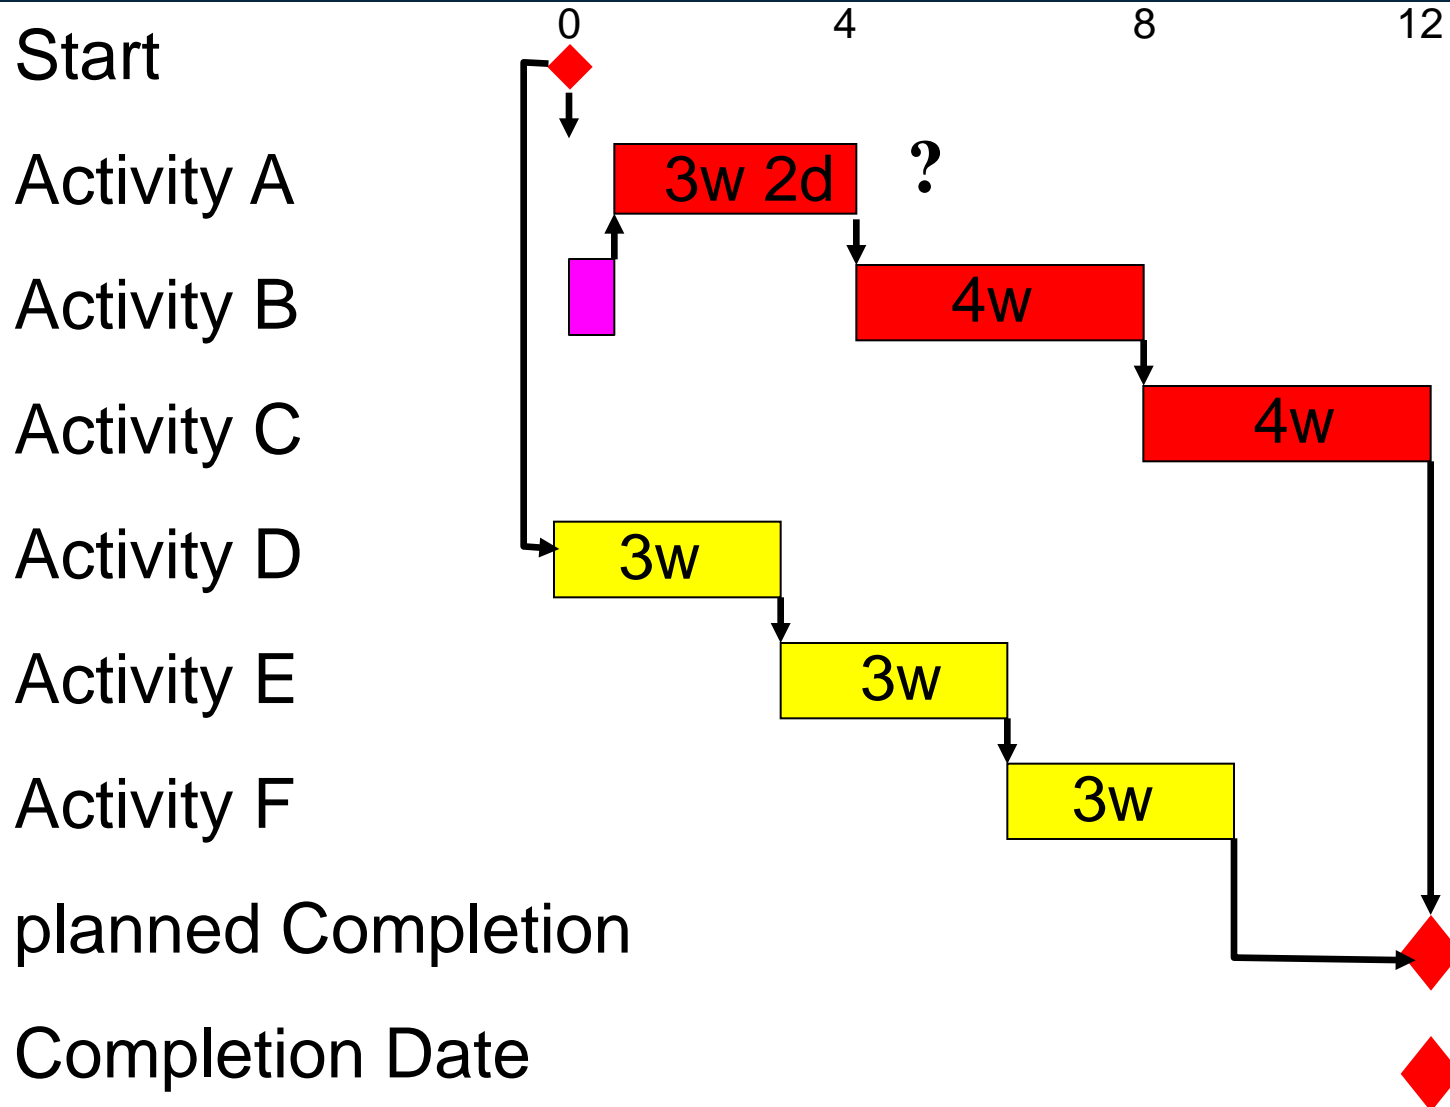 0 4 8 12
Start
Activity A 3w 2d ?
Activity B 4w
Activity C 4w
Activity D 3w
Activity E 3w
Activity F 3w
planned Completion
Completion Date